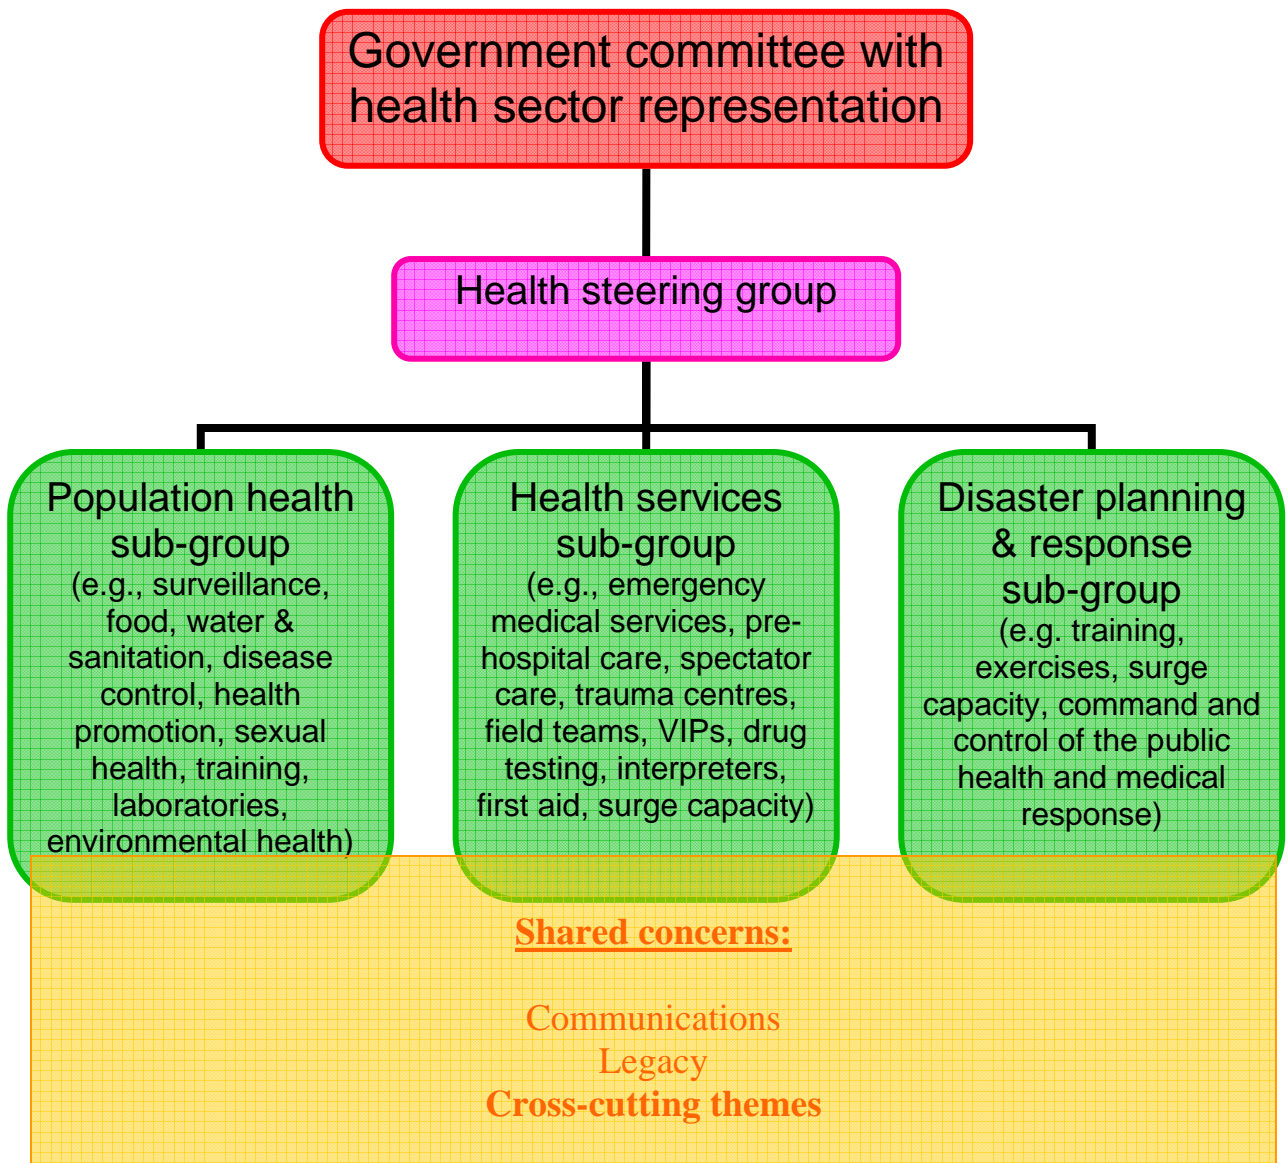 Government committee with
health sector representation
Health steering group
Population health
sub-group
(e.g., surveillance,
food, water &
sanitation, disease
control, health
promotion, sexual
health, training,
laboratories,
environmental health)
Health services
sub-group
(e.g., emergency
medical services, pre-
hospital care, spectator
care, trauma centres,
field teams, VIPs, drug
testing, interpreters,
first aid, surge capacity)
Disaster planning
& response
sub-group
(e.g. training,
exercises, surge
capacity, command and
control of the public
health and medical
response)
Shared concerns:
Communications
Legacy
Cross-cutting themes